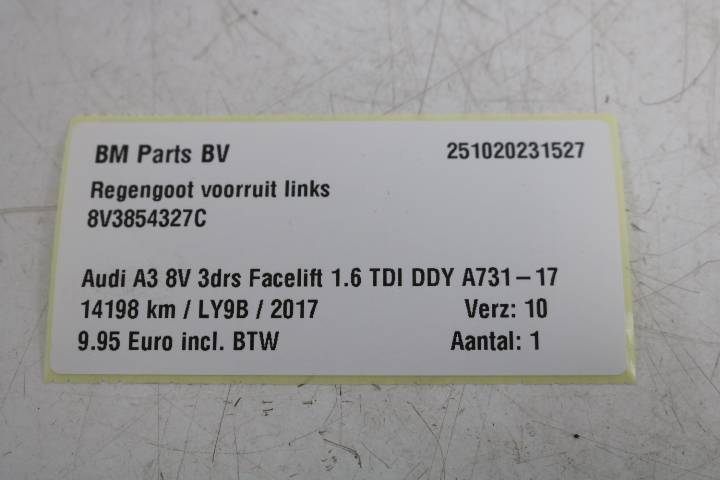 BM Parts BV 251020231527
Regengoot voorruit links
8V3854327C
Audi A3 8V 3drs Facelift 1.6 TDI DDY A731-17
14198 km / LY9B / 2017 Verz: 10
9.95 Euro incl. BTW Aantal: 1